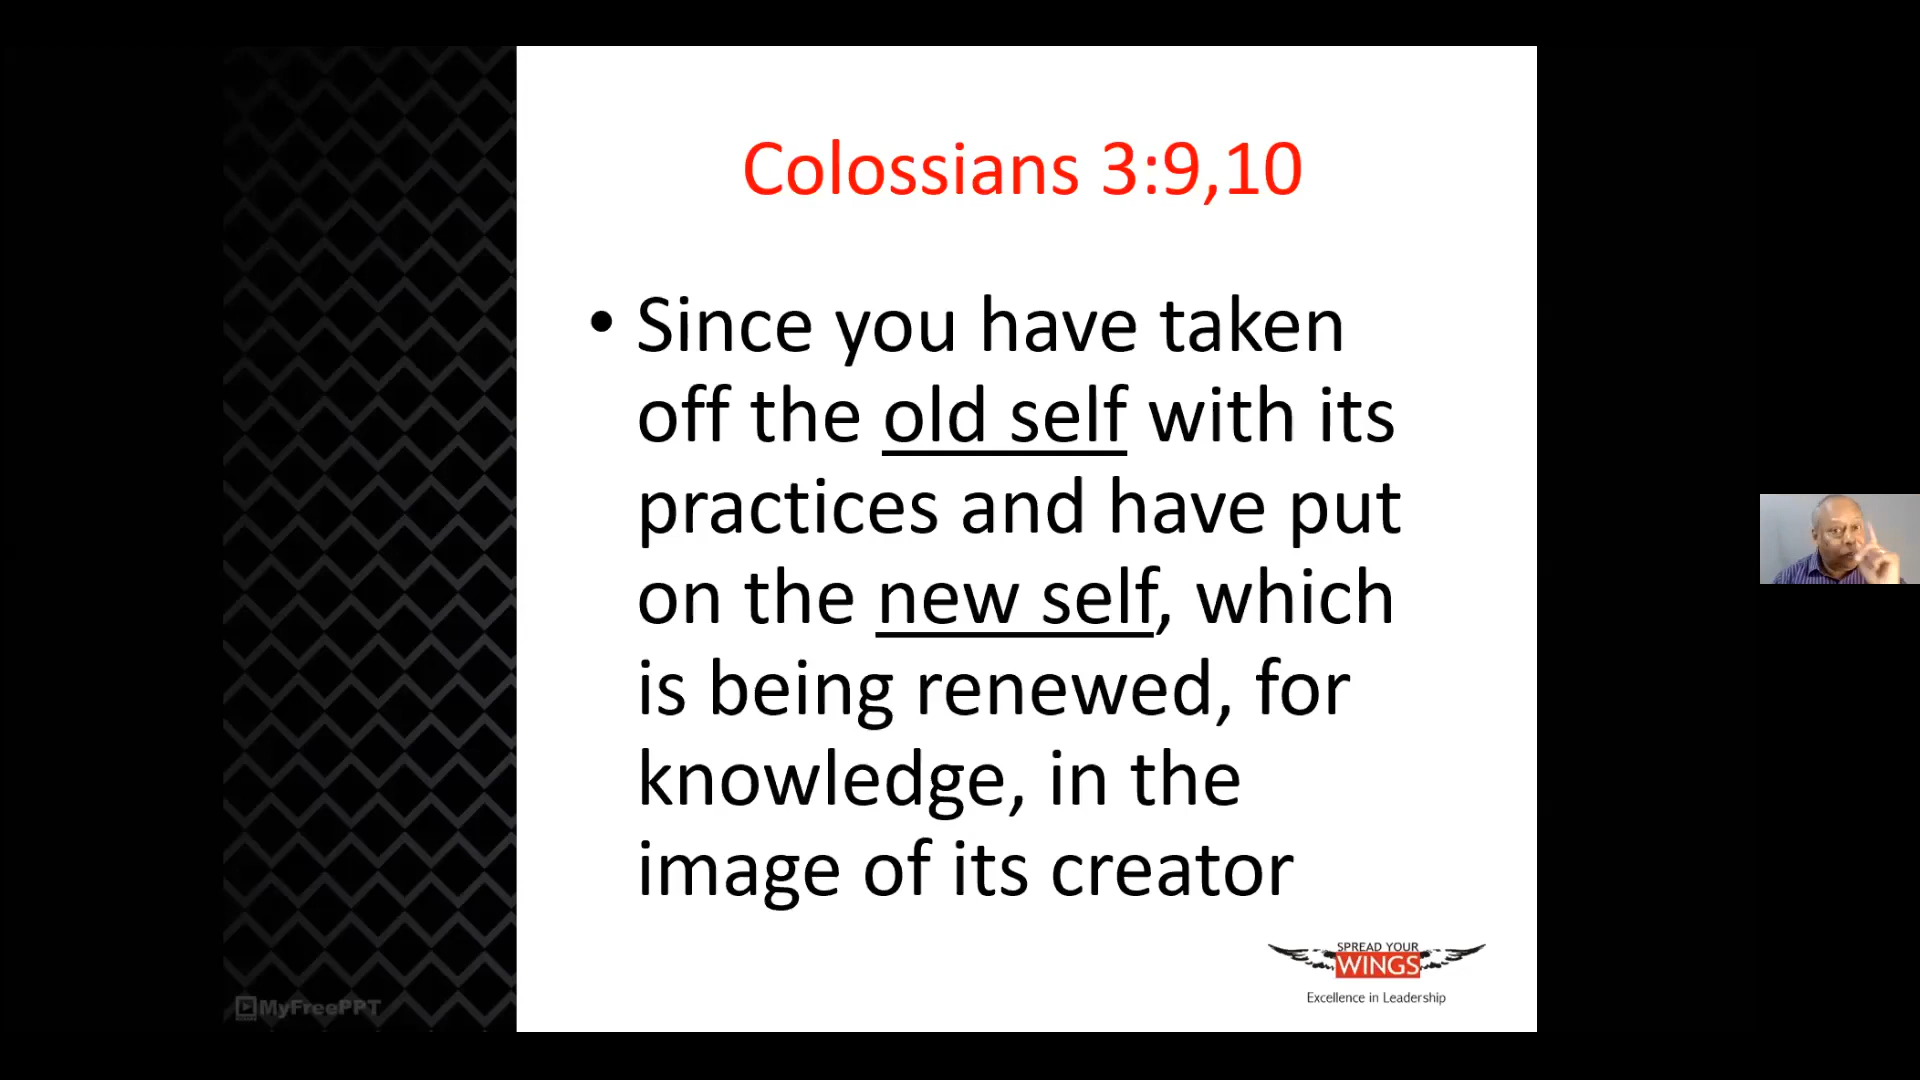 Colossians 3:9,10
• Since you have taken
off the old self with its
practices and have put
on the new self, which
is being renewed, for
knowledge, in the
image of its creator
SPREAD YOUR
WINGS
Excellence in Leadership
MyFreePPT